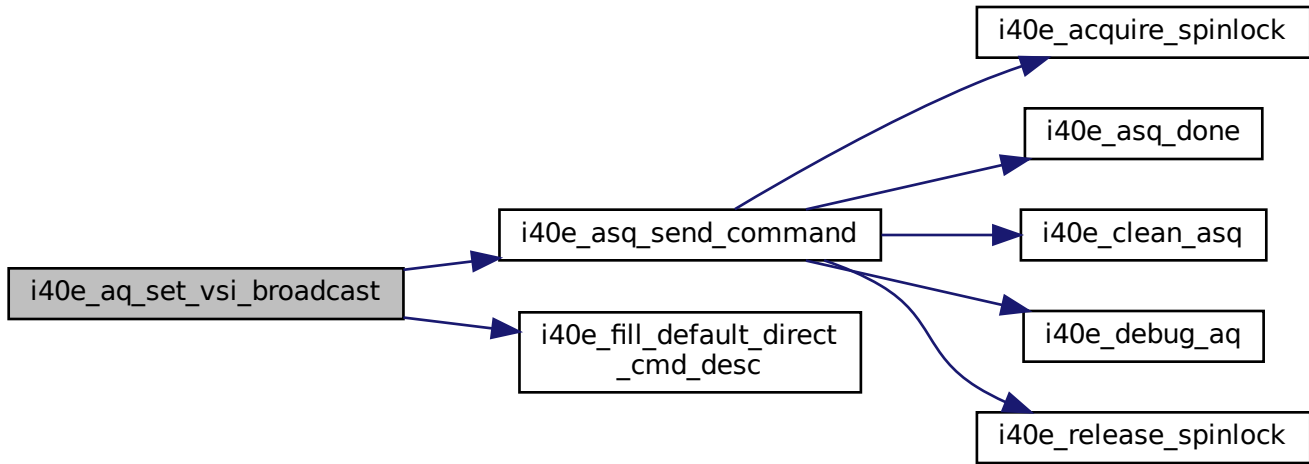 i40e_aq_set_vsi_broadcast
i40e_asq_send_command
i40e_fill_default_direct
_cmd_desc
i40e_acquire_spinlock
i40e_asq_done
i40e_clean_asq
i40e_debug_aq
i40e_release_spinlock